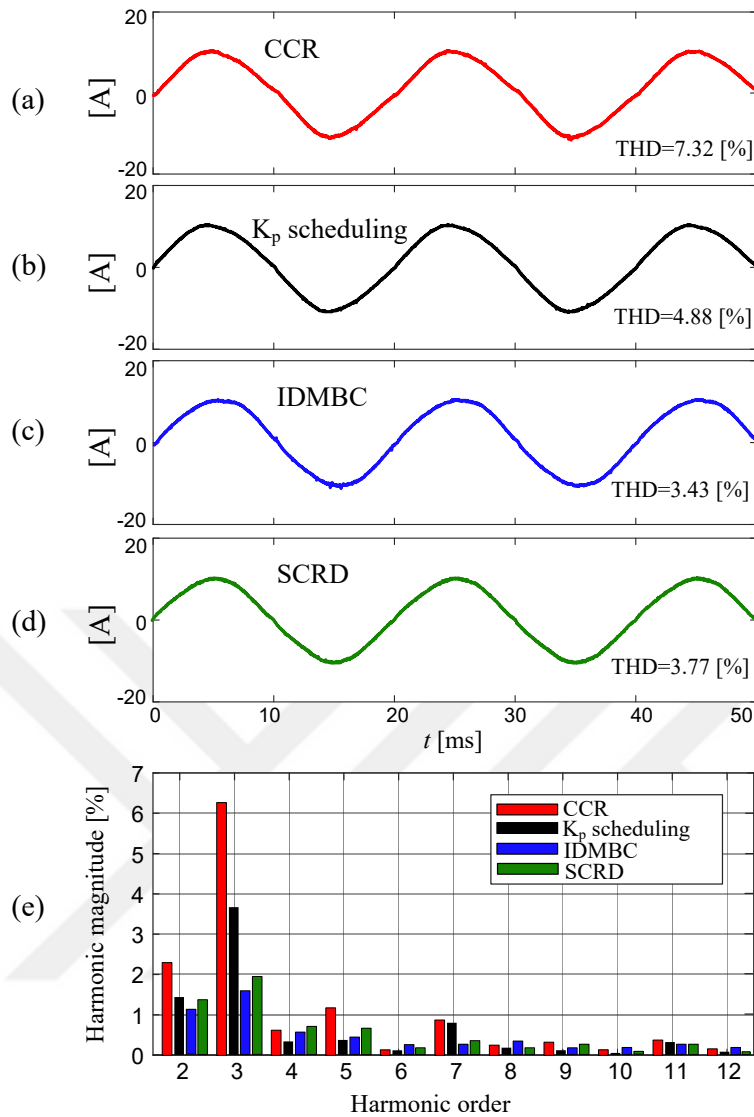 20
CCR
(a)
[A]
0
THD=7.32 [%]
-20
20
Kp scheduling
(b)
[A]
0
THD=4.88 [%]
-20
20
IDMBC
(c)
[A]
0
THD=3.43 [%]
-20
20
SCRD
(d)
[A]
0
THD=3.77 [%]
-20
0 10 20 30 40 50
t [ms]
7
6
5
4
3
2
1
0
Harmonic magnitude [%]
(e)
CCR
Kp scheduling
IDMBC
SCRD
2 3 4 5 6 7 8 9 10 11 12
Harmonic order